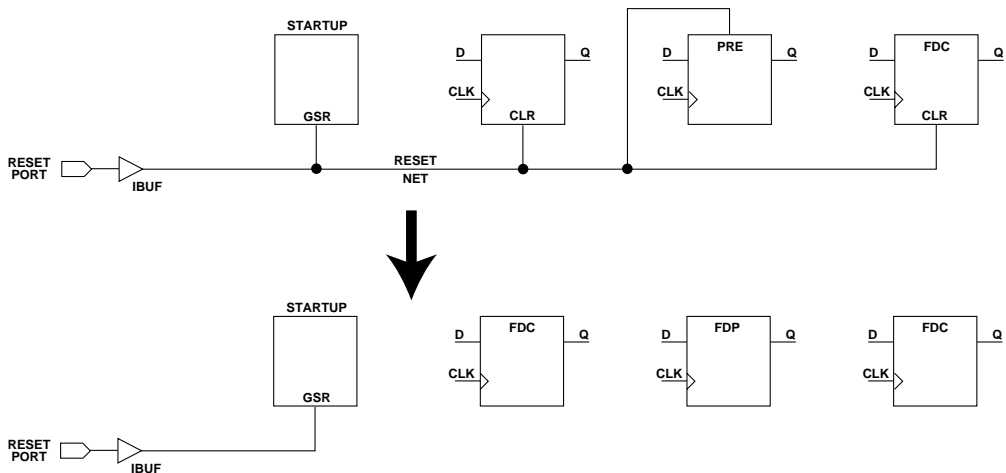 STARTUP
GSR
D
Q
CLK
CLR
PRE
D
Q
CLK
FDC
D
Q
CLK
CLR
RESET
PORT
IBUF
RESET
NET
STARTUP
GSR
FDC
D
Q
CLK
FDP
D
Q
CLK
FDC
D
Q
CLK
RESET
PORT
IBUF